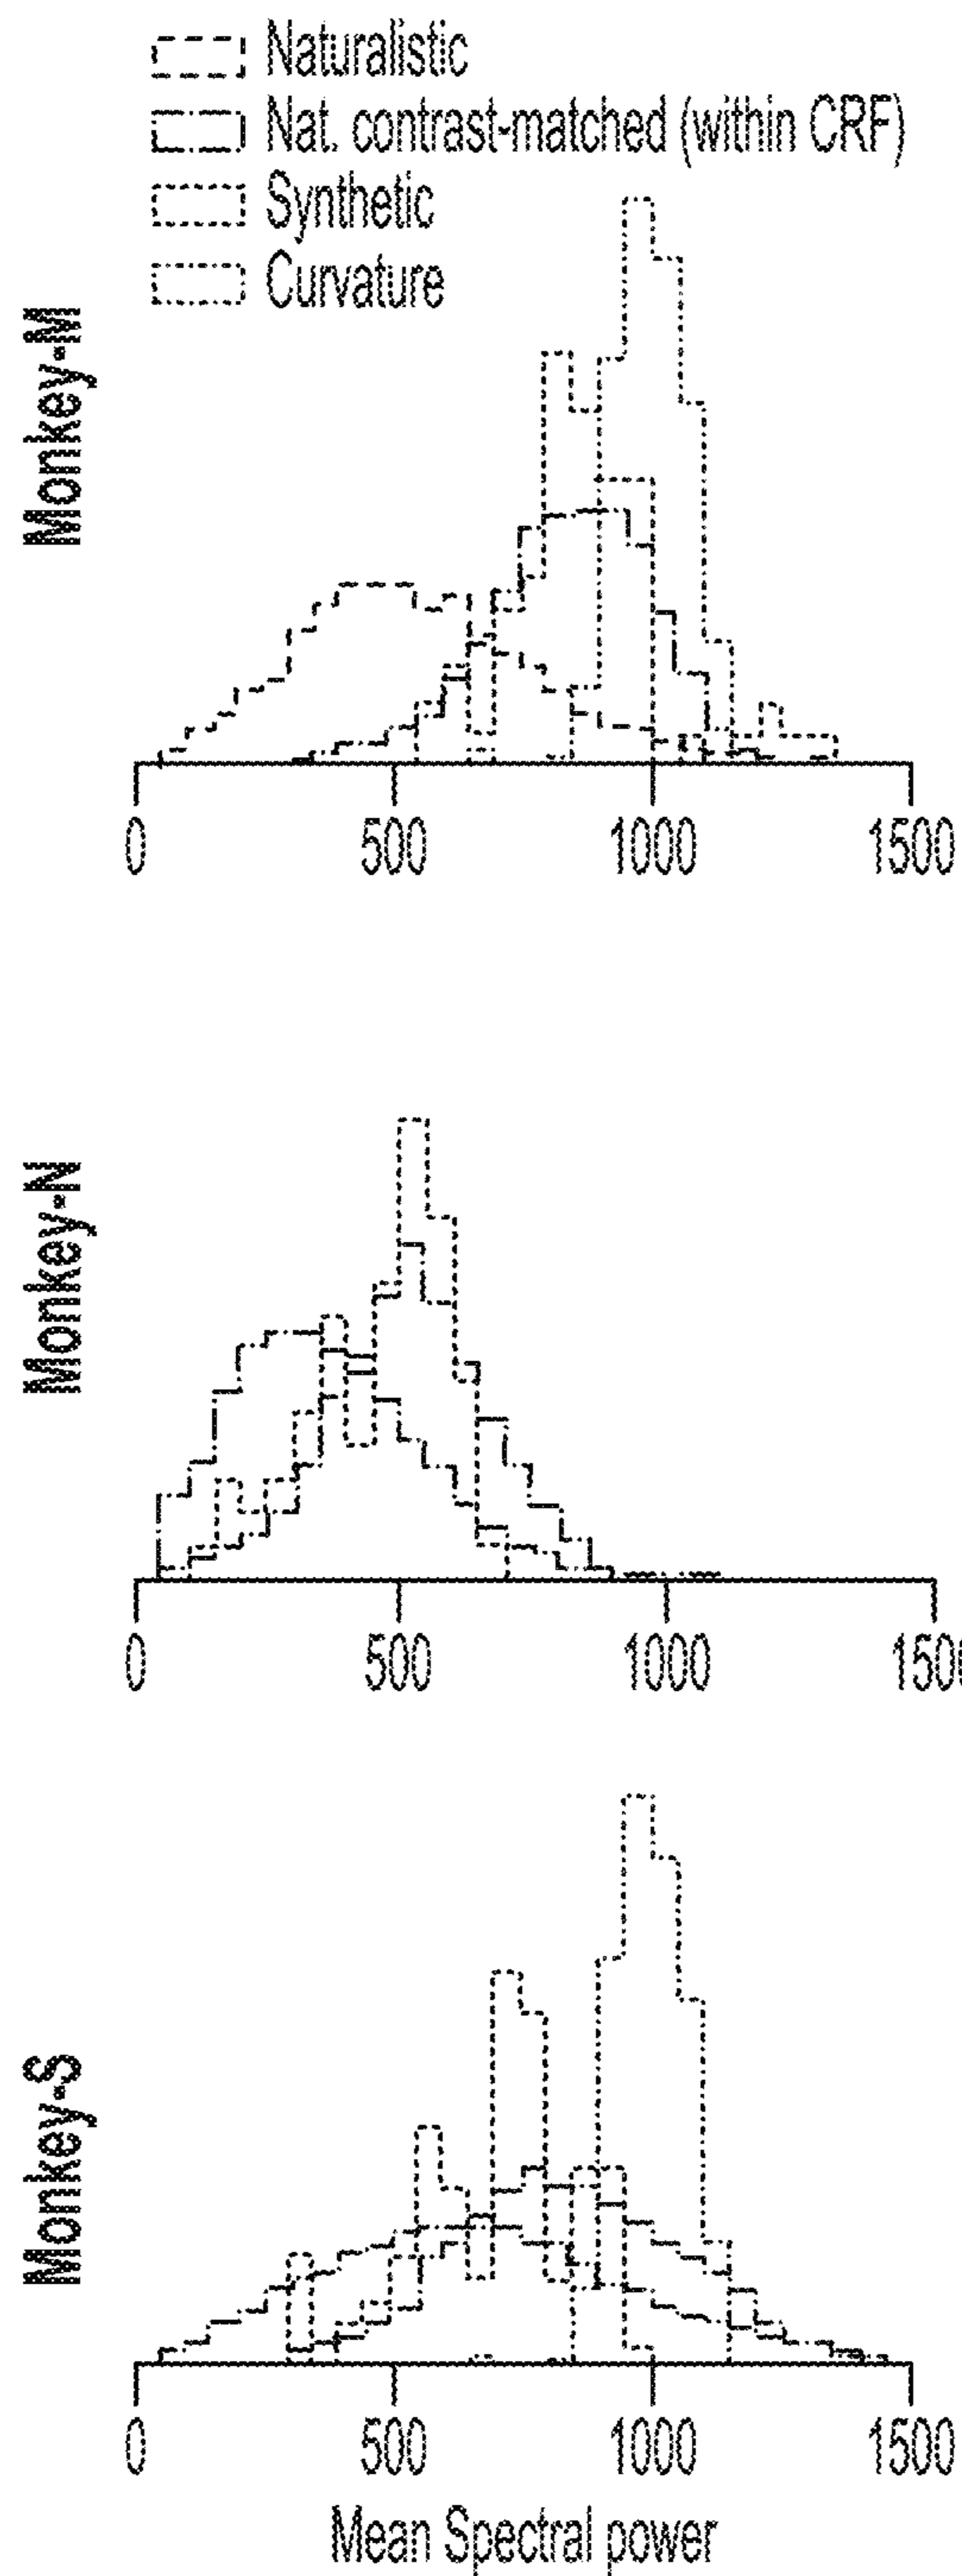 Naturalistic
Nat. contrast-matched (within CRF)
Synthetic
Curvature
Monkey-M
0 500 1000 1500
Monkey-N
0 500 1000 150
Monkey-S
0 500 1000 1500
Mean Spectral power